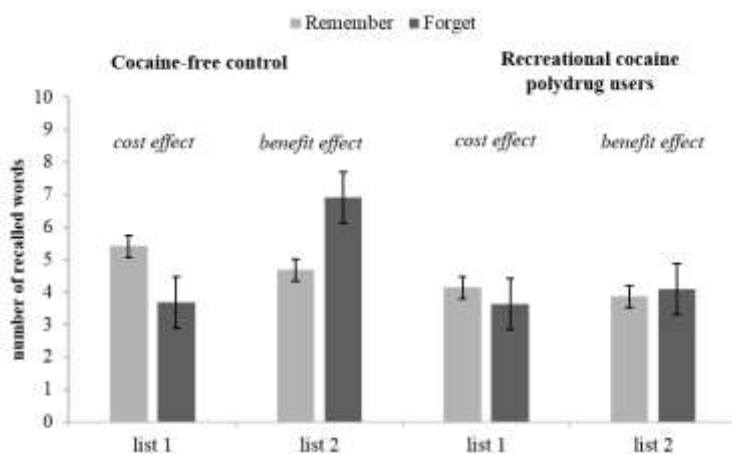 Remember Forget
Cocaine-free control
Recreational cocaine
polydrug users
cost effect benefit effect cost effect benefit effect
number of recalled words
10
9
8
7
6
5
4
3
2
1
0
list 1 list 2 list 1 list 2